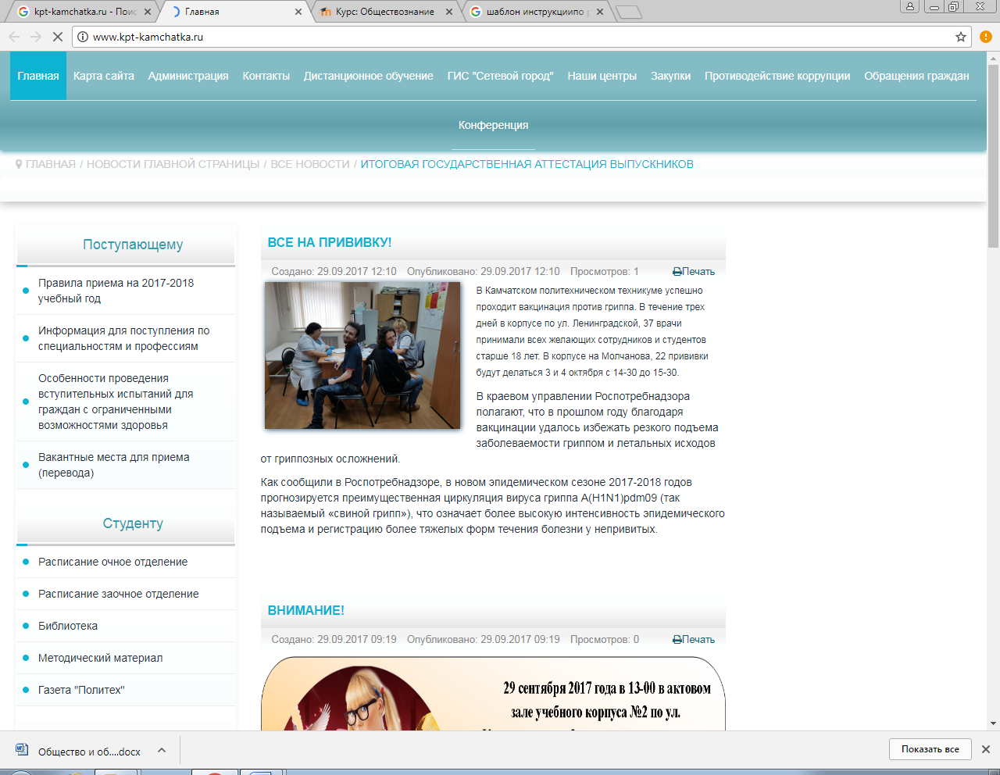 kpt-kamchatka.ru - Поис
Главная
Курс: Обществознание
шаблон инструкциипо р
www.kpt-kamchatka.ru
Главная Карта сайта Администрация Контакты Дистанционное обучение ГИС "Сетевой город" Наши центры Закупки Противодействие коррупции Обращения граждан
Конференция
ГЛАВНАЯ / НОВОСТИ ГЛАВНОЙ СТРАНИЦЫ / ВСЕ НОВОСТИ / ИТОГОВАЯ ГОСУДАРСТВЕННАЯ АТТЕСТАЦИЯ ВЫПУСКНИКОВ
Поступающему
Правила приема на 2017-2018
учебный год
Информация для поступления по
специальностям и профессиям
Особенности проведения
вступительных испытаний для
граждан с ограниченными
возможностями здоровья
Вакантные места для приема
(перевода)
Студенту
Расписание очное отделение
Расписание заочное отделение
Библиотека
Методический материал
Газета "Политех"
ВСЕ НА ПРИВИВКУ!
Создано: 29.09.2017 12:10 Опубликовано: 29.09.2017 12:10 Просмотров: 1 Печать
В Камчатском политехническом техникуме успешно
проходит вакцинация против гриппа. В течение трех
дней в корпусе по ул. Ленинградской, 37 врачи
принимали всех желающих сотрудников и студентов
старше 18 лет. В корпусе на Молчанова, 22 прививки
будут делаться 3 и 4 октября с 14-30 до 15-30.
В краевом управлении Роспотребнадзора
полагают, что в прошлом году благодаря
вакцинации удалось избежать резкого подъема
заболеваемости гриппом и летальных исходов
от гриппозных осложнений.
Как сообщили в Роспотребнадзоре, в новом эпидемическом сезоне 2017-2018 годов
прогнозируется преимущественная циркуляция вируса гриппа A(H1N1)pdm09 (так
называемый «свиной грипп»), что означает более высокую интенсивность эпидемического
подъема и регистрацию более тяжелых форм течения болезни у непривитых.
ВНИМАНИЕ!
Создано: 29.09.2017 09:19 Опубликовано: 29.09.2017 09:19 Просмотров: 0 Печать
29 сентября 2017 года в 13-00 в актовом
зале учебного корпуса №2 по ул.
Общество и об....docx
Показать все